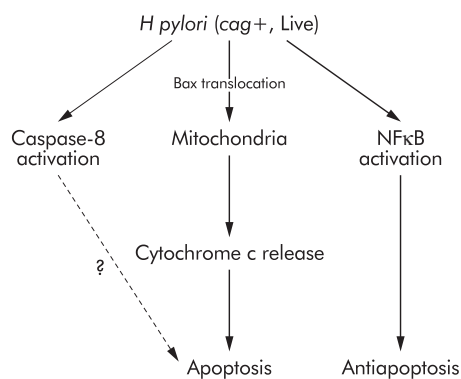 H pylori (cag+, Live)
Bax translocation
Caspase-8
activation
Mitochondria
NFκB
activation
Cytochrome c release
?
Apoptosis
Antiapoptosis